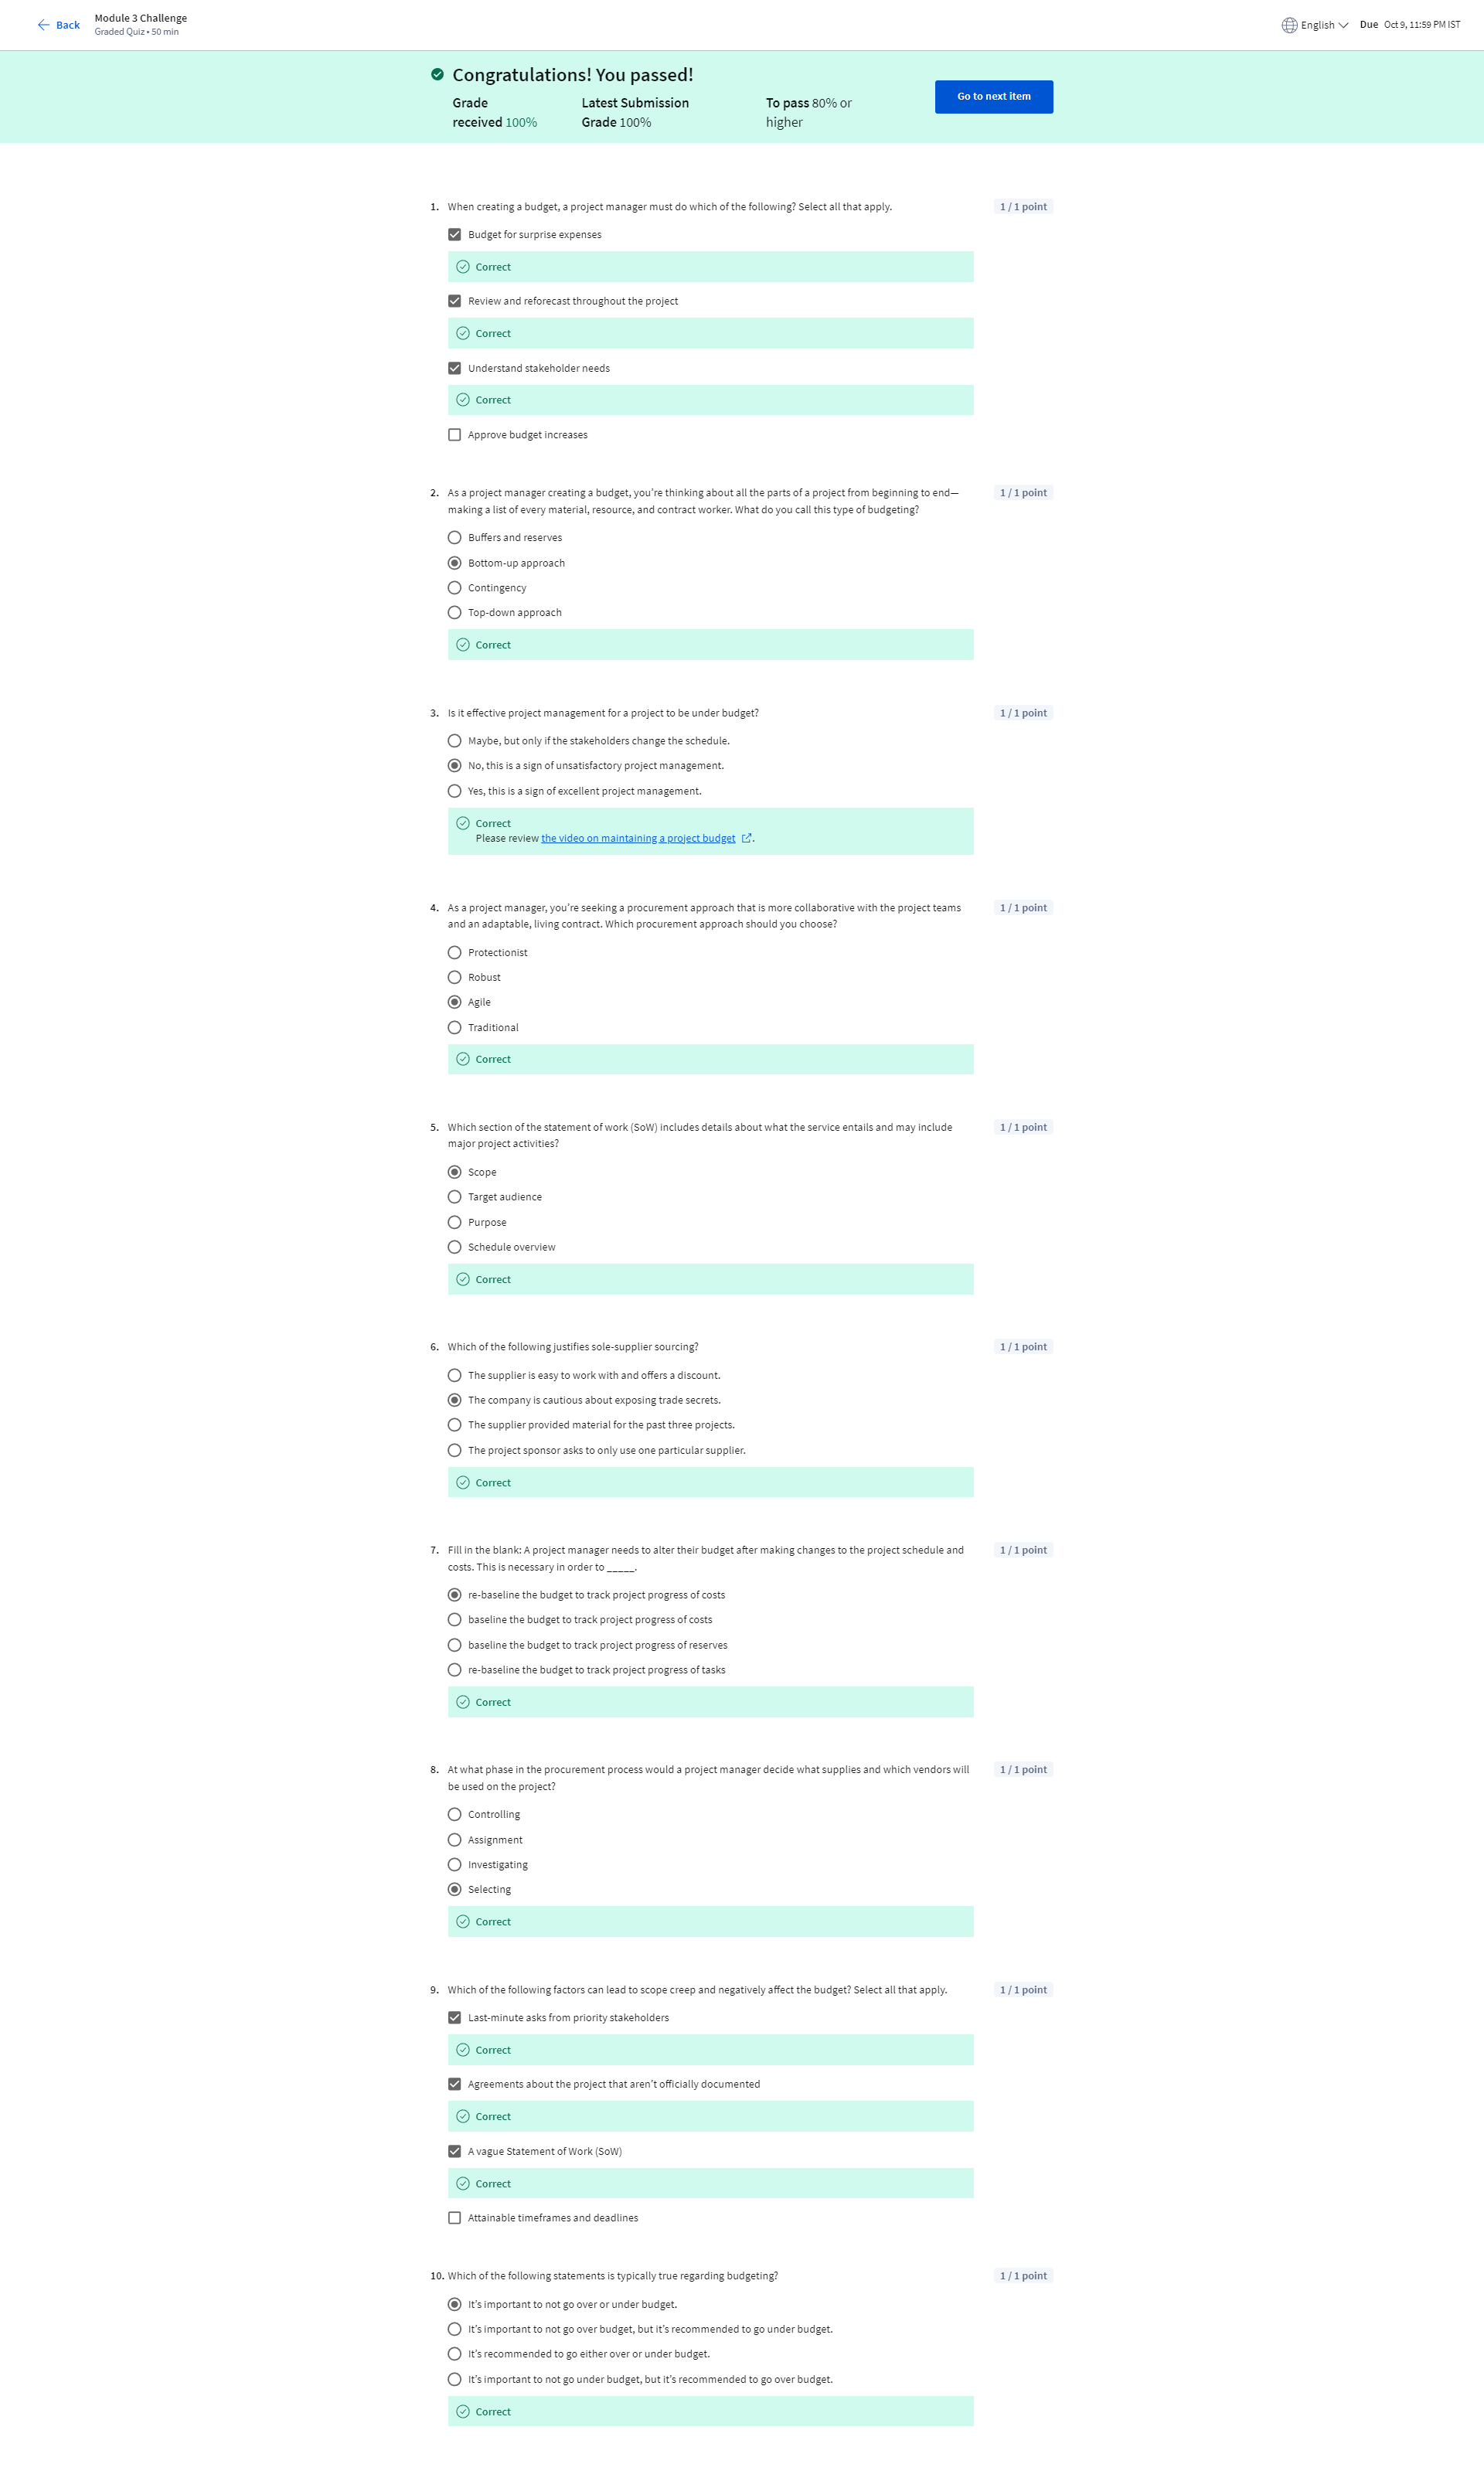 Back
Module 3 Challenge
Graded Quiz • 50 min
English
Due Oct 9, 11:59 PM IST
Congratulations! You passed!
Grade
received 100%
Latest Submission
Grade 100%
To pass 80% or
higher
Go to next item
1. When creating a budget, a project manager must do which of the following? Select all that apply.
1 / 1 point
Budget for surprise expenses
Correct
Review and reforecast throughout the project
Correct
Understand stakeholder needs
Correct
Approve budget increases
2. As a project manager creating a budget, you’re thinking about all the parts of a project from beginning to end—
making a list of every material, resource, and contract worker. What do you call this type of budgeting?
1 / 1 point
Buffers and reserves
Bottom-up approach
Contingency
Top-down approach
Correct
3. Is it effective project management for a project to be under budget?
1 / 1 point
Maybe, but only if the stakeholders change the schedule.
No, this is a sign of unsatisfactory project management.
Yes, this is a sign of excellent project management.
Correct
Please review the video on maintaining a project budget.
4. As a project manager, you’re seeking a procurement approach that is more collaborative with the project teams
and an adaptable, living contract. Which procurement approach should you choose?
1 / 1 point
Protectionist
Robust
Agile
Traditional
Correct
5. Which section of the statement of work (SoW) includes details about what the service entails and may include
major project activities?
1 / 1 point
Scope
Target audience
Purpose
Schedule overview
Correct
6. Which of the following justifies sole-supplier sourcing?
1 / 1 point
The supplier is easy to work with and offers a discount.
The company is cautious about exposing trade secrets.
The supplier provided material for the past three projects.
The project sponsor asks to only use one particular supplier.
Correct
7. Fill in the blank: A project manager needs to alter their budget after making changes to the project schedule and
costs. This is necessary in order to _____.
1 / 1 point
re-baseline the budget to track project progress of costs
baseline the budget to track project progress of costs
baseline the budget to track project progress of reserves
re-baseline the budget to track project progress of tasks
Correct
8. At what phase in the procurement process would a project manager decide what supplies and which vendors will
be used on the project?
1 / 1 point
Controlling
Assignment
Investigating
Selecting
Correct
9. Which of the following factors can lead to scope creep and negatively affect the budget? Select all that apply.
1 / 1 point
Last-minute asks from priority stakeholders
Correct
Agreements about the project that aren’t officially documented
Correct
A vague Statement of Work (SoW)
Correct
Attainable timeframes and deadlines
10. Which of the following statements is typically true regarding budgeting?
1 / 1 point
It’s important to not go over or under budget.
It’s important to not go over budget, but it’s recommended to go under budget.
It’s recommended to go either over or under budget.
It’s important to not go under budget, but it’s recommended to go over budget.
Correct